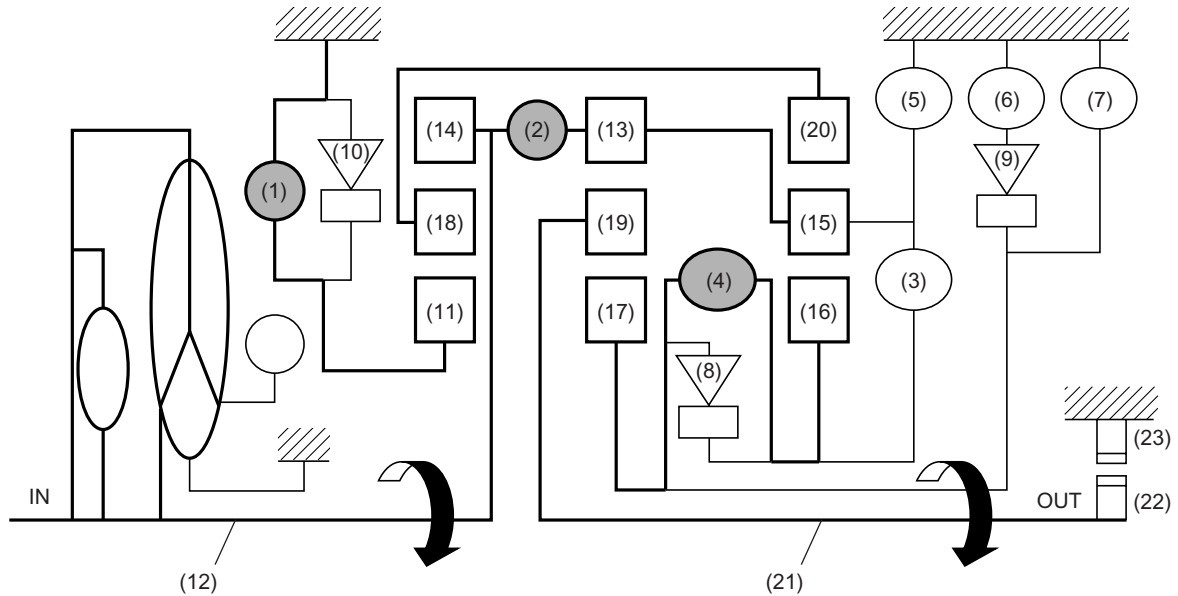 (5) (6) (7)
(14) (2) (13) (20)
(10) (9)
(1)
(18) (19) (15)
(4) (3)
(11) (17) (16)
(8)
(23)
IN OUT (22)
(12) (21)